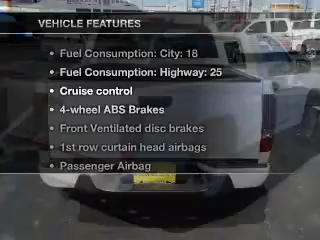 VEHICLE FEATURES
Fuel Consumption: City: 18
Fuel Consumption: Highway: 25
Cruise control
4-wheel ABS Brakes
Front Ventilated disc brakes
1st row curtain head airbags
Passenger Airbag